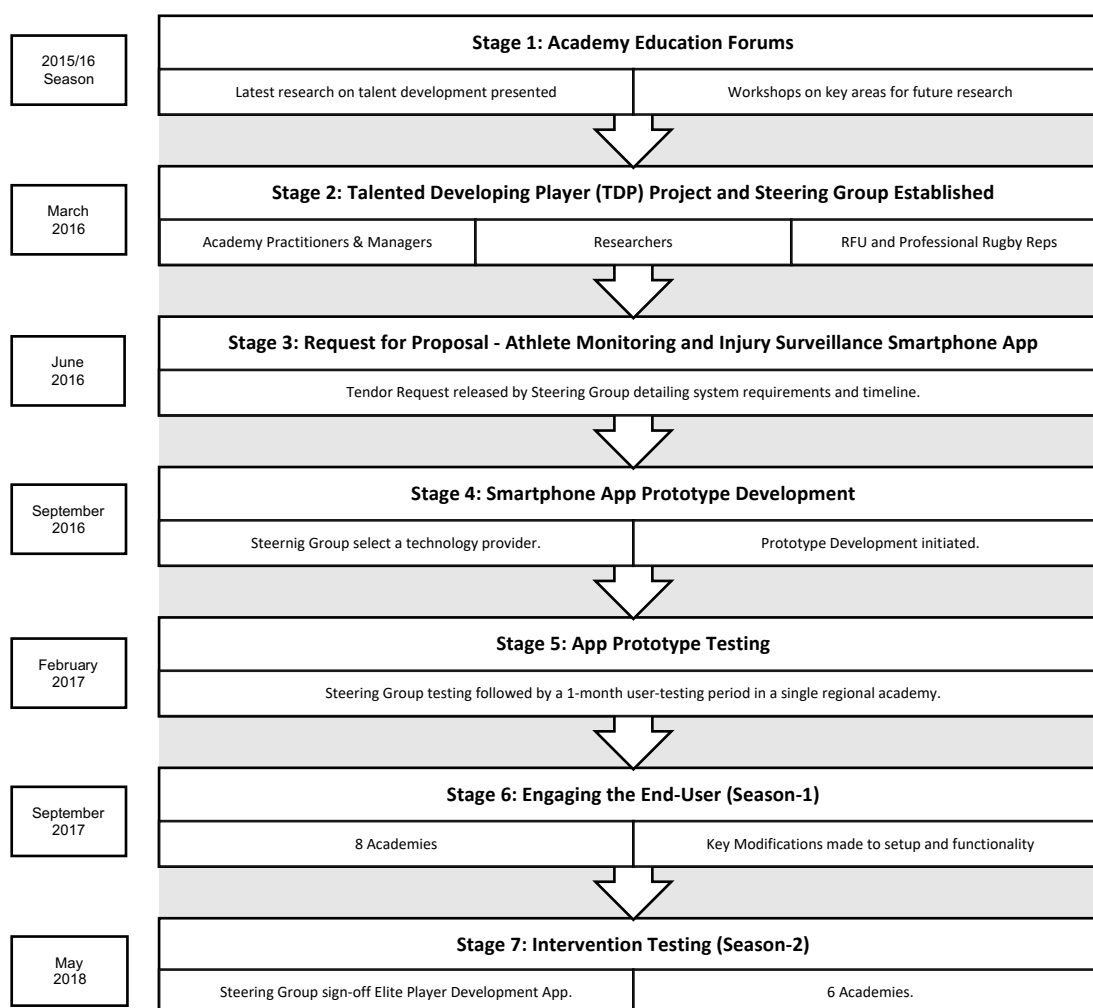 2015/16
Season
Stage 1: Academy Education Forums
Latest research on talent development presented
Workshops on key areas for future research
March
2016
Stage 2: Talented Developing Player (TDP) Project and Steering Group Established
Academy Practitioners & Managers
Researchers
RFU and Professional Rugby Reps
June
2016
Stage 3: Request for Proposal - Athlete Monitoring and Injury Surveillance Smartphone App
Tendor Request released by Steering Group detailing system requirements and timeline.
September
2016
Stage 4: Smartphone App Prototype Development
Steernig Group select a technology provider.
Prototype Development initiated.
February
2017
Stage 5: App Prototype Testing
Steering Group testing followed by a 1-month user-testing period in a single regional academy.
September
2017
Stage 6: Engaging the End-User (Season-1)
8 Academies
Key Modifications made to setup and functionality
May
2018
Stage 7: Intervention Testing (Season-2)
Steering Group sign-off Elite Player Development App.
6 Academies.